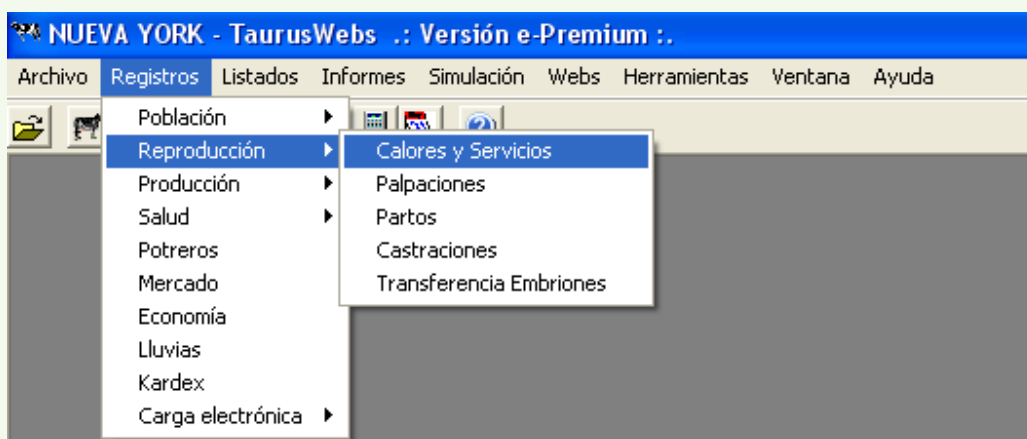 NUEVA YORK - TaurusWebs .: Versión e-Premium :.
Archivo Registros Listados Informes Simulación Webs Herramientas Ventana Ayuda
Población
Reproducción
Producción
Salud
Potreros
Mercado
Economía
Lluvias
Kardex
Carga electrónica
Calores y Servicios
Palpaciones
Partos
Castraciones
Transferencia Embriones